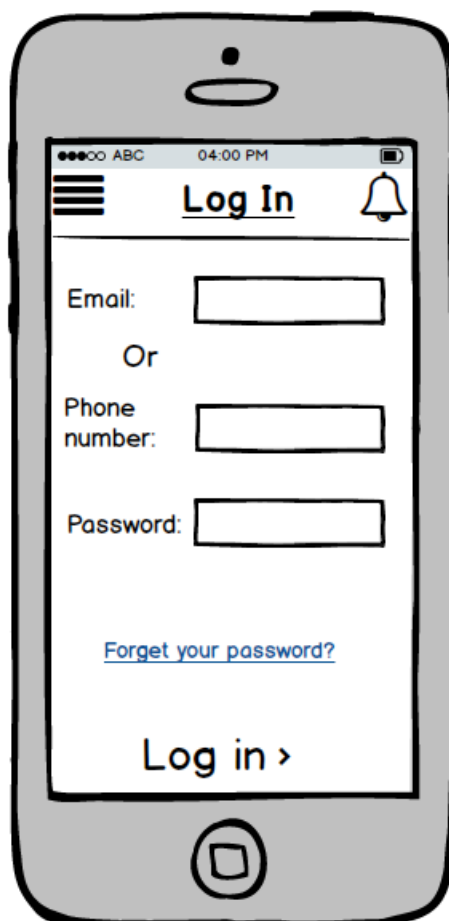 ABC 04:00 PM
Log In
Email:
Or
Phone
number:
Password:
Forget your password?
Log in >